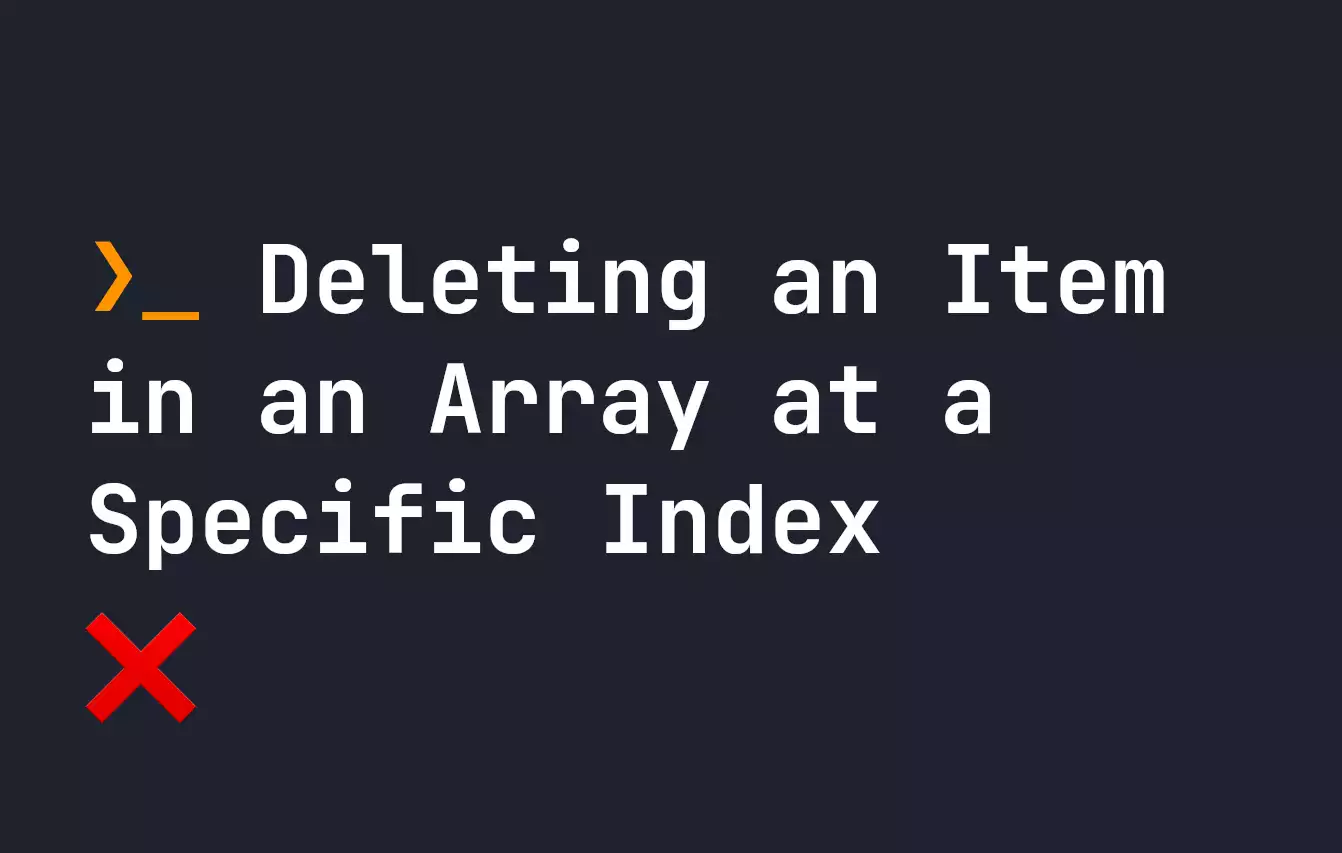 ❯_ Deleting an Item
in an Array at a
Specific Index
❌